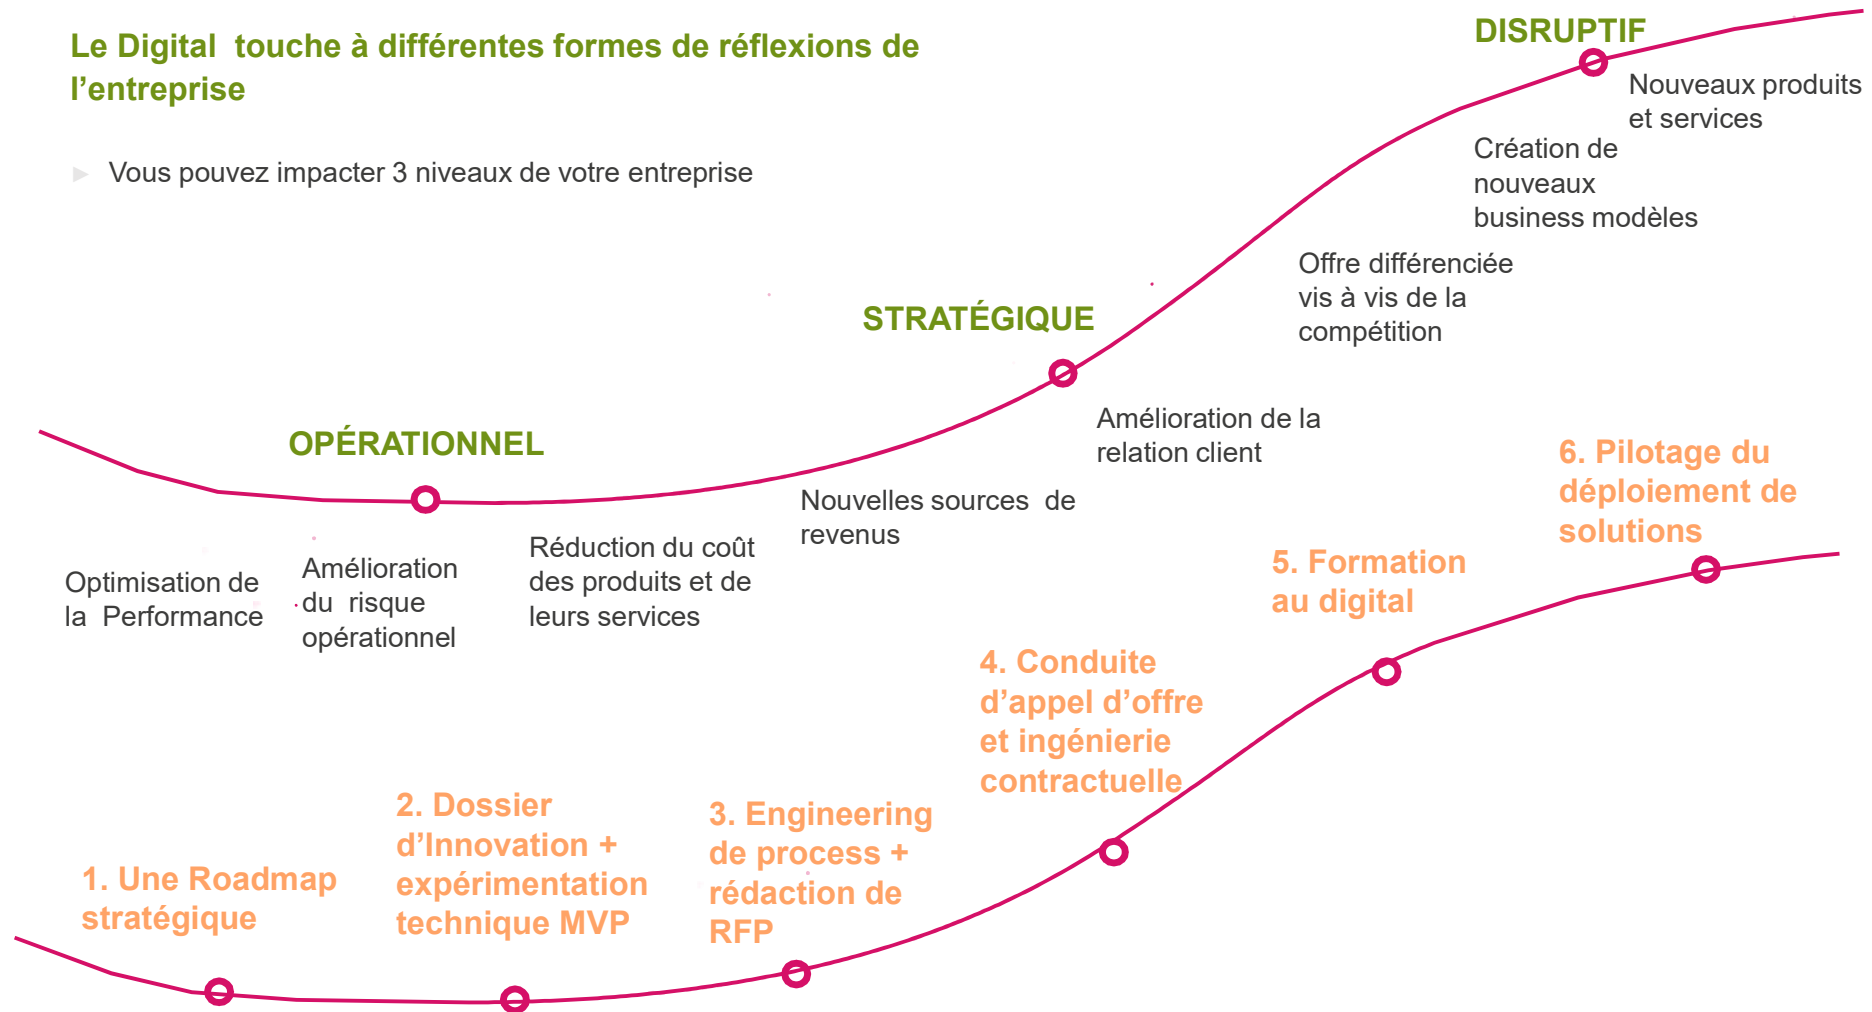 Le Digital  touche à différentes formes de réflexions de
l’entreprise
► Vous pouvez impacter 3 niveaux de votre entreprise
DISRUPTIF
Nouveaux produits
et services
Création de
nouveaux
business modèles
Offre différenciée
vis à vis de la
compétition
STRATÉGIQUE
Amélioration de la
relation client
OPÉRATIONNEL
Nouvelles sources  de
revenus
Réduction du coût
des produits et de
leurs services
Amélioration
du  risque
opérationnel
Optimisation de
la  Performance
1. Une Roadmap
stratégique
2. Dossier
d’Innovation +
expérimentation
technique MVP
3. Engineering
de process +
rédaction de
RFP
4. Conduite
d’appel d’offre
et ingénierie
contractuelle
5. Formation
au digital
6. Pilotage du
déploiement de
solutions